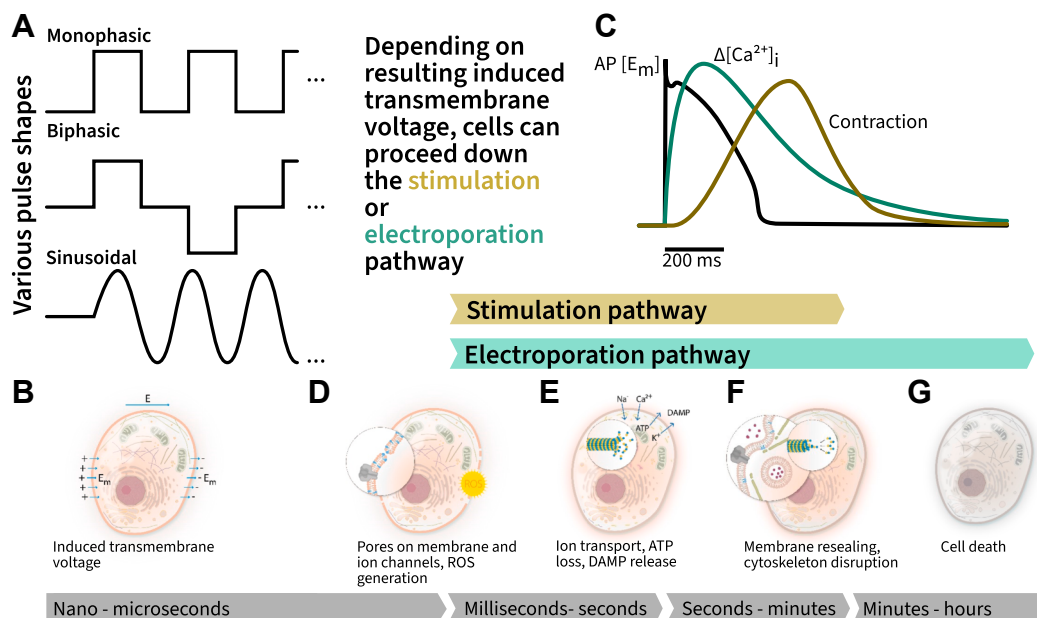 A
Monophasic
...
Biphasic
...
Sinusoidal
...
Various pulse shapes
Depending on
resulting induced
transmembrane
voltage, cells can
proceed down
the stimulation
or
electroporation
pathway
C
AP [Em]
Δ[Ca²⁺]i
Contraction
200 ms
Stimulation pathway
Electroporation pathway
B
E
+ Em + + +
- Em - - -
Induced transmembrane
voltage
D
ROS
Pores on membrane and
ion channels, ROS
generation
E
Na⁺ Ca²⁺
DAMP
ATP
K⁺
Ion transport, ATP
loss, DAMP release
F
Membrane resealing,
cytoskeleton disruption
G
Cell death
Nano - microseconds
Milliseconds- seconds
Seconds - minutes
Minutes - hours